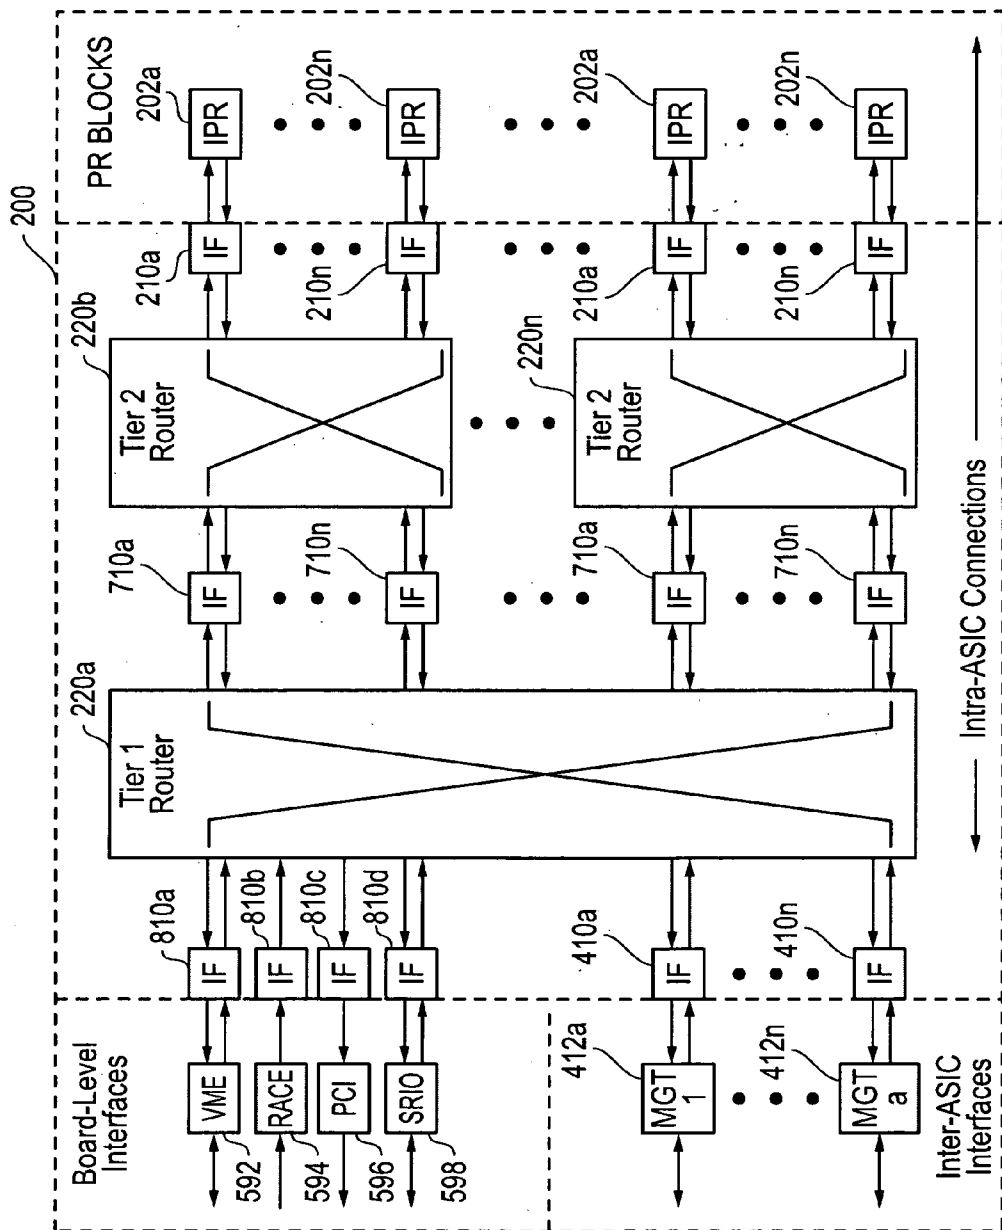 200
PR BLOCKS
202a
IPR
202n
IPR
202a
IPR
202n
IPR
210a
IF
210n
IF
210a
IF
210n
IF
220b
Tier 2
Router
220n
Tier 2
Router
710a
IF
710n
IF
710a
IF
710n
IF
220a
Tier 1
Router
Intra-ASIC Connections
810a
IF
810b
IF
810c
IF
810d
IF
410a
IF
410n
IF
Board-Level
Interfaces
VME
592
RACE
594
PCI
596
SRIO
598
412a
MGT
1
412n
MGT
a
Inter-ASIC
Interfaces